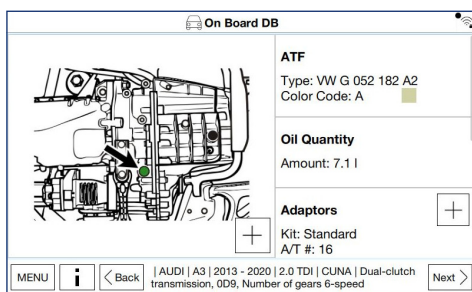 On Board DB
ATF
Type: VW G 052 182 A2
Color Code: A
Oil Quantity
Amount: 7.1 l
Adaptors
Kit: Standard
A/T #: 16
MENU
i
Back
| AUDI | A3 | 2013 - 2020 | 2.0 TDI | CUNA | Dual-clutch
transmission, 0D9, Number of gears 6-speed
Next